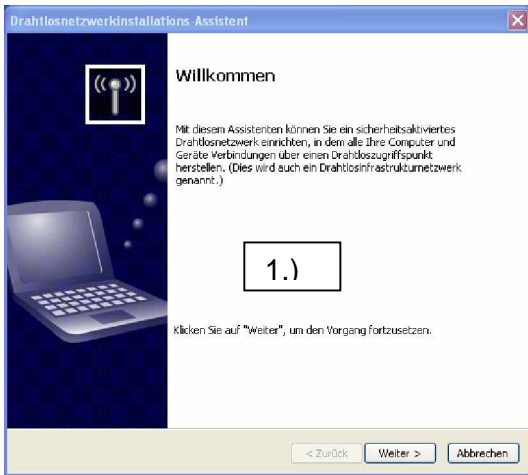 Drahtlosnetzwerkinstallations-Assistent
Willkommen
Mit diesem Assistenten können Sie ein sicherheitsaktiviertes
Drahtlosnetzwerk einrichten, in dem alle Ihre Computer und
Geräte Verbindungen über einen Drahtloszugriffspunkt
herstellen. (Dies wird auch ein Drahtlosinfrastrukturnetzwerk
genannt.)
1.)
Klicken Sie auf "Weiter", um den Vorgang fortzusetzen.
< Zurück Weiter > Abbrechen